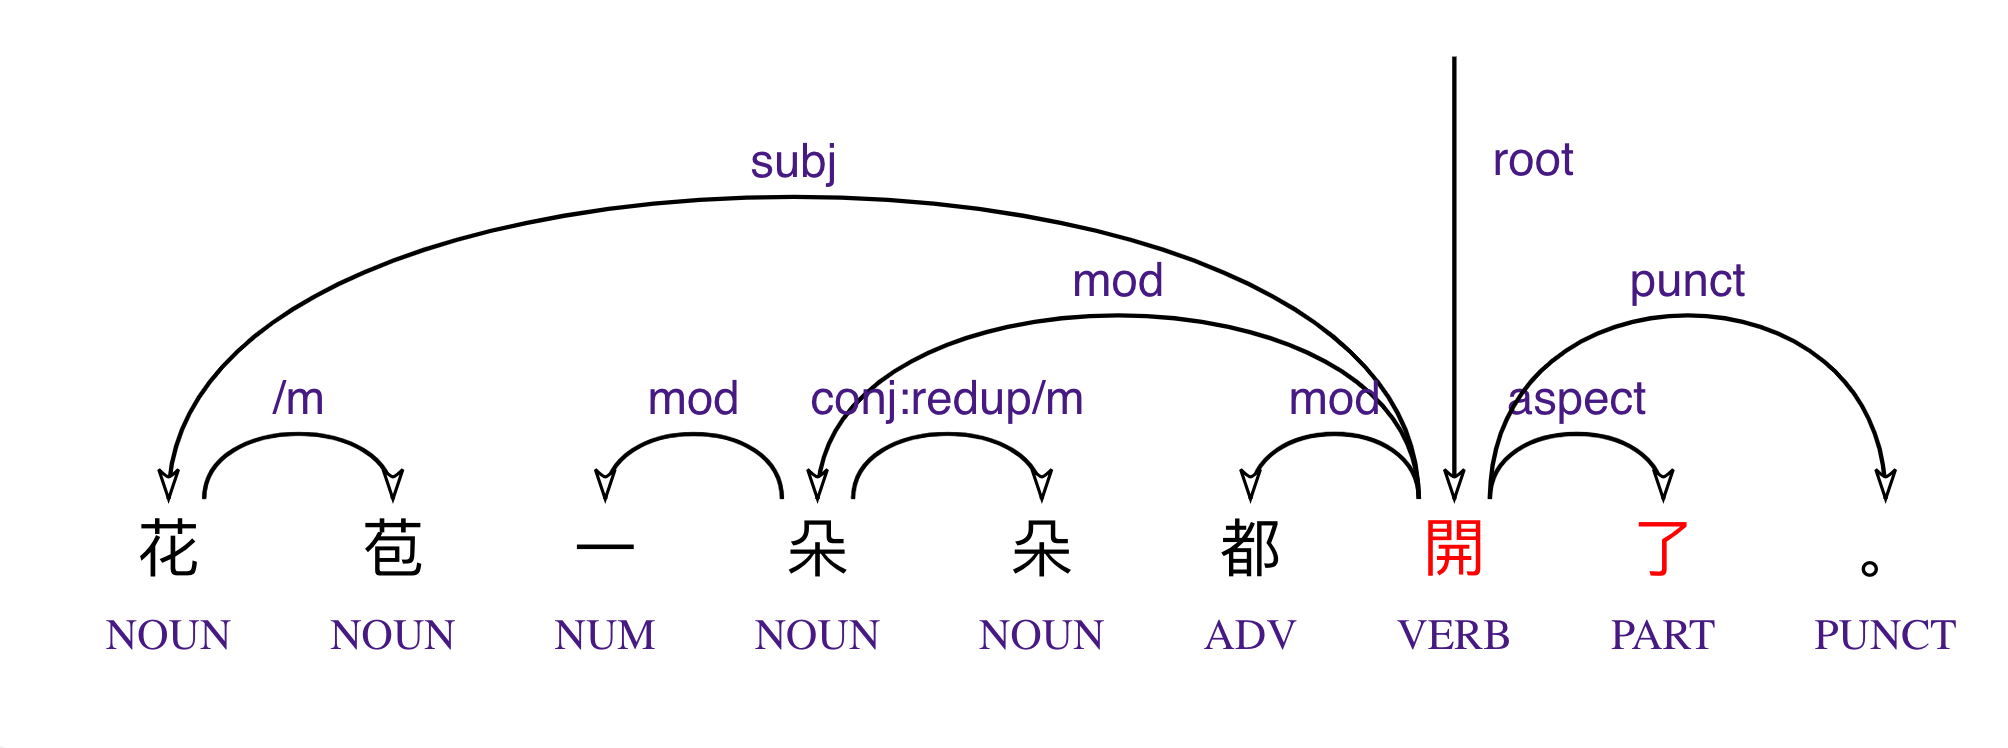 subj
root
mod
punct
/m
mod
conj:redup/m
mod
aspect
花 苞 一 朵 朵 都 開 了 。
NOUN NOUN NUM NOUN NOUN ADV VERB PART PUNCT